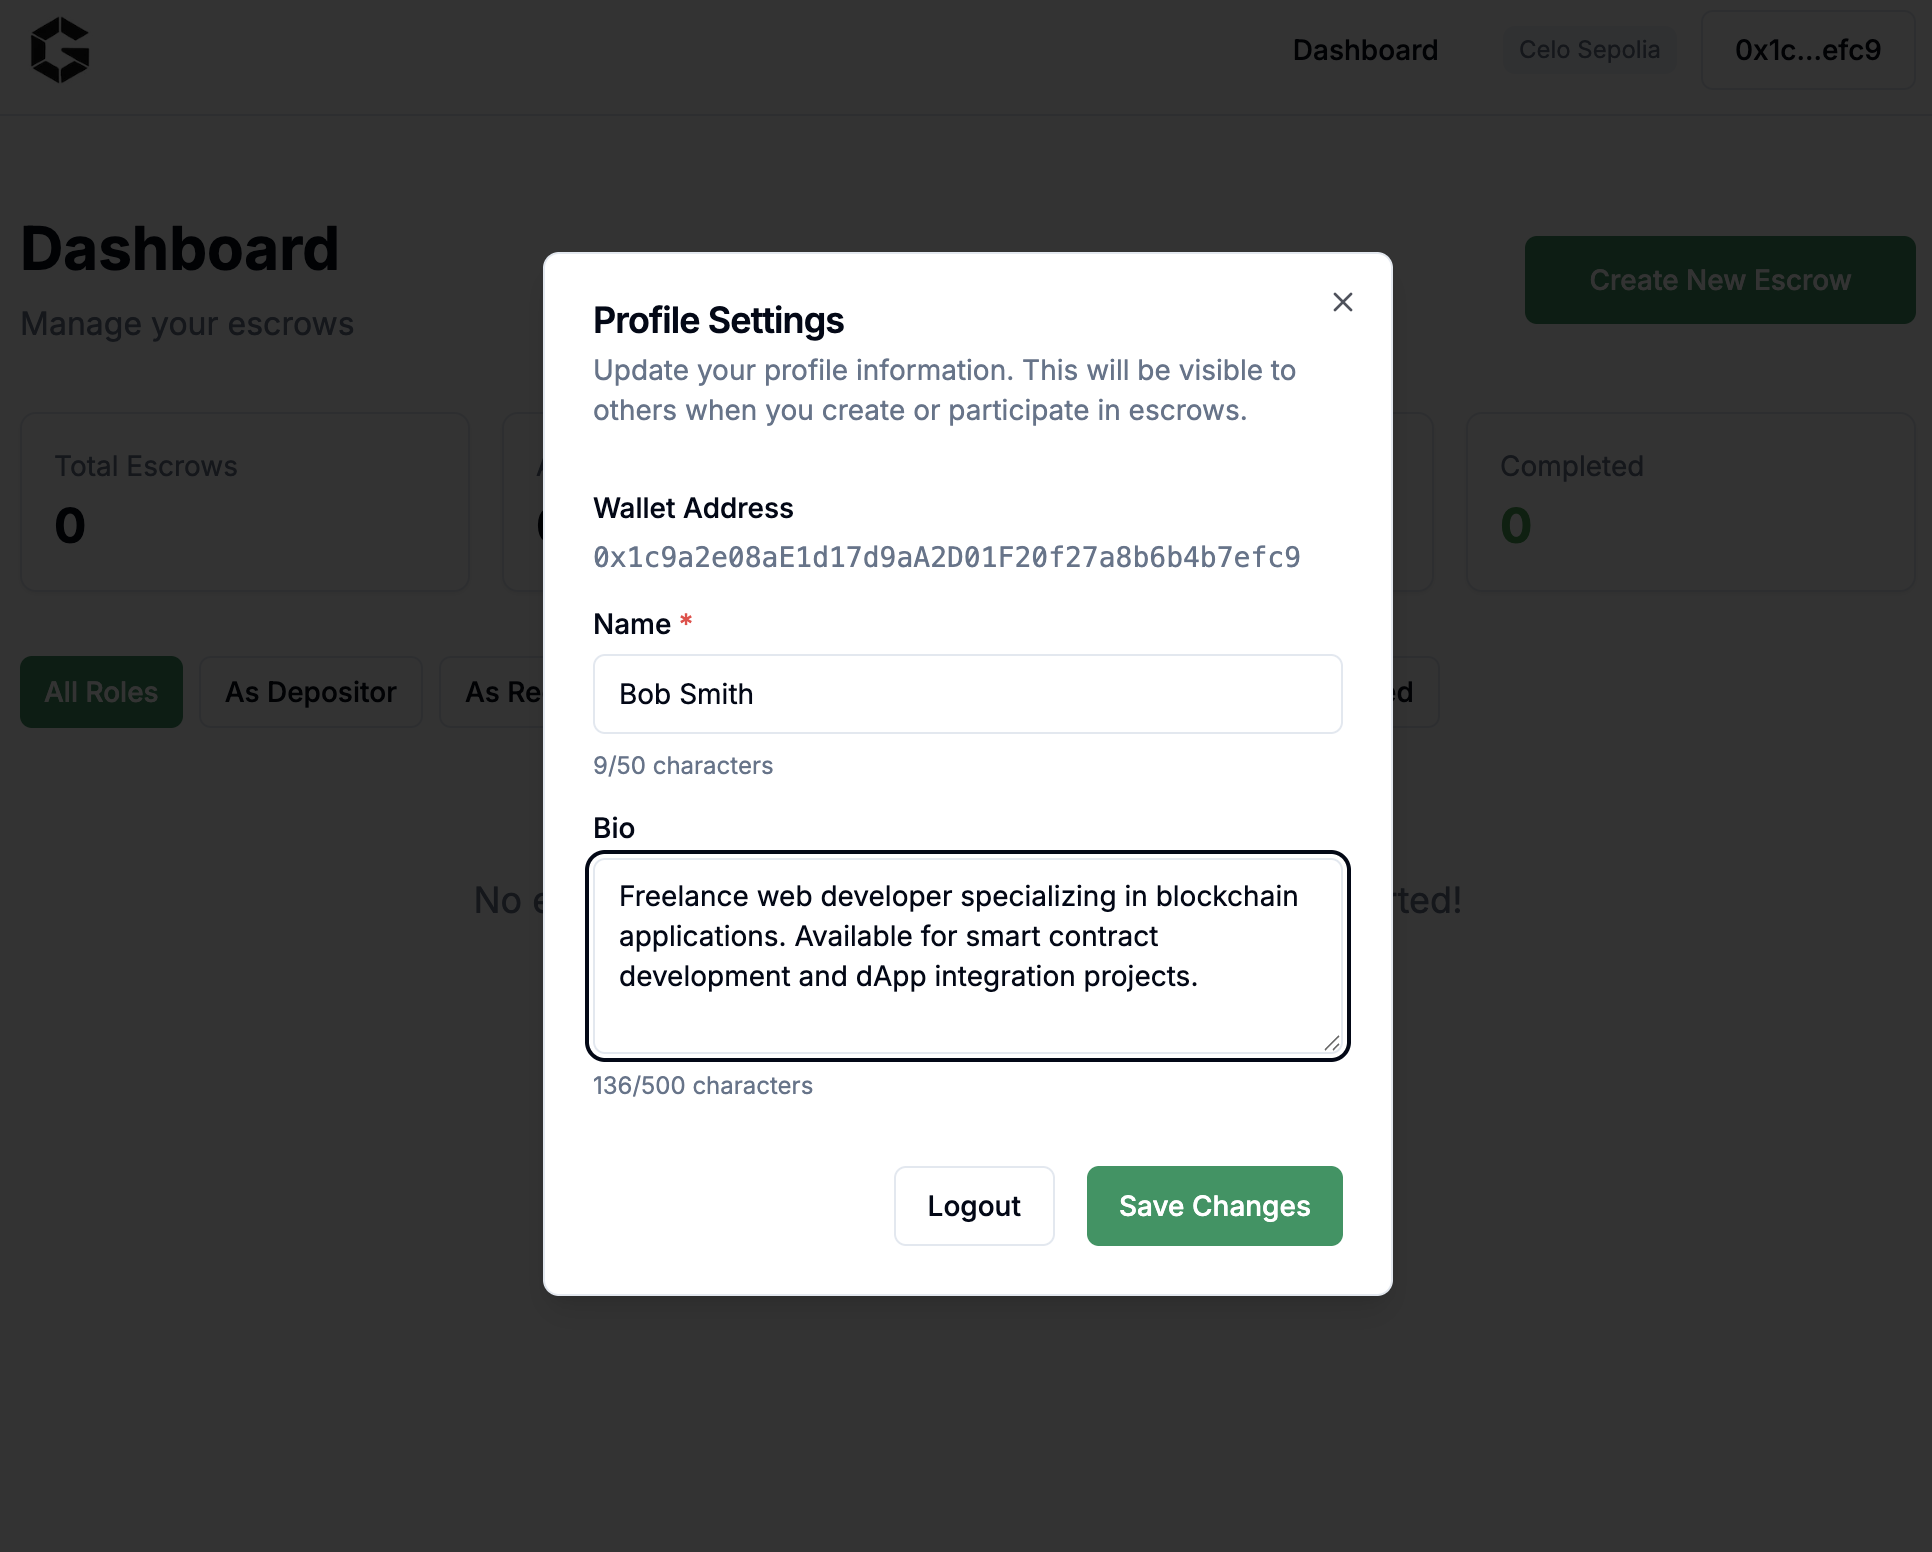 Dashboard
Celo Sepolia
0x1c...efc9
Dashboard
Manage your escrows
Create New Escrow
Total Escrows
0
Completed
0
All Roles
As Depositor
As Re
ed
No e
rted!
Profile Settings
Update your profile information. This will be visible to
others when you create or participate in escrows.
Wallet Address
0x1c9a2e08aE1d17d9aA2D01F20f27a8b6b4b7efc9
Name *
Bob Smith
9/50 characters
Bio
Freelance web developer specializing in blockchain
applications. Available for smart contract
development and dApp integration projects.
136/500 characters
Logout
Save Changes